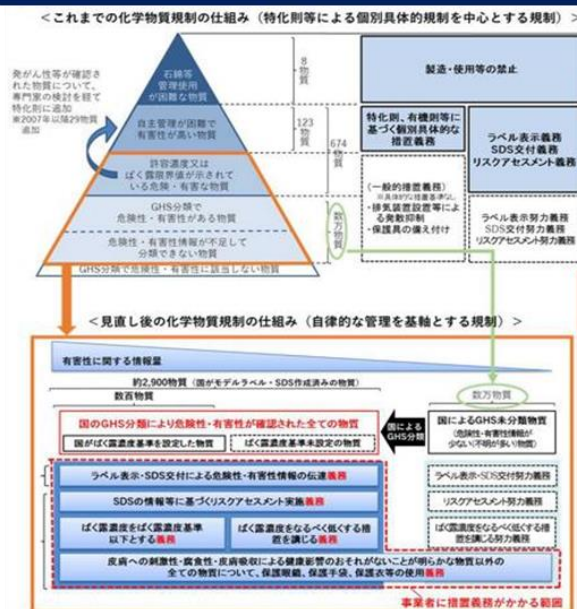 ＜これまでの化学物質規制の仕組み（特化則等による個別具体的規制を中心とする規制）＞
発がん性等が確認
された物質について、
専門家の検討を経て
特化則に追加
※2007年以降29物質
追加
石綿等
管理使用
が困難な物質
自主管理が困難で
有害性が高い物質
許容濃度又は
ばく露限界値が示されて
いる危険・有害な物質
GHS分類で
危険性・有害性がある物質
危険性・有害性情報が不足して
分類できない物質
GHS分類で危険性・有害性に該当しない物質
8物質
123物質
674物質
数万物質
製造・使用等の禁止
特化則、有機則等に
基づく個別具体的な
措置義務
（一般的措置義務）
※具体的な措置基準なし
・排気装置設置等によ
る発散抑制
・保護具の備え付け
ラベル表示義務
SDS交付義務
リスクアセスメント義務
ラベル表示努力義務
SDS交付努力義務
リスクアセスメント努力義務
＜見直し後の化学物質規制の仕組み（自律的な管理を基軸とする規制）＞
有害性に関する情報量
約2,900物質（国がモデルラベル・SDS作成済みの物質）
数百物質
数万物質
国のGHS分類により危険性・有害性が確認された全ての物質
国がばく露濃度基準を設定した物質
ばく露濃度基準未設定の物質
国による
GHS分類
国によるGHS未分類物質
（危険性・有害性情報が
少ない（不明が多い）物質）
ラベル表示・SDS交付による危険性・有害性情報の伝達義務
ラベル表示・SDS交付努力義務
SDSの情報等に基づくリスクアセスメント実施義務
リスクアセスメント努力義務
ばく露濃度をばく露濃度基準
以下とする義務
ばく露濃度をなるべく低くする措
置を講じる義務
ばく露濃度をなるべく低くする措
置を講じる努力義務
皮膚への刺激性・腐食性・皮膚吸収による健康影響のおそれがないことが明らかな物質以外の
全ての物質について、保護眼鏡、保護手袋、保護衣等の使用義務
事業者に措置義務がかかる範囲